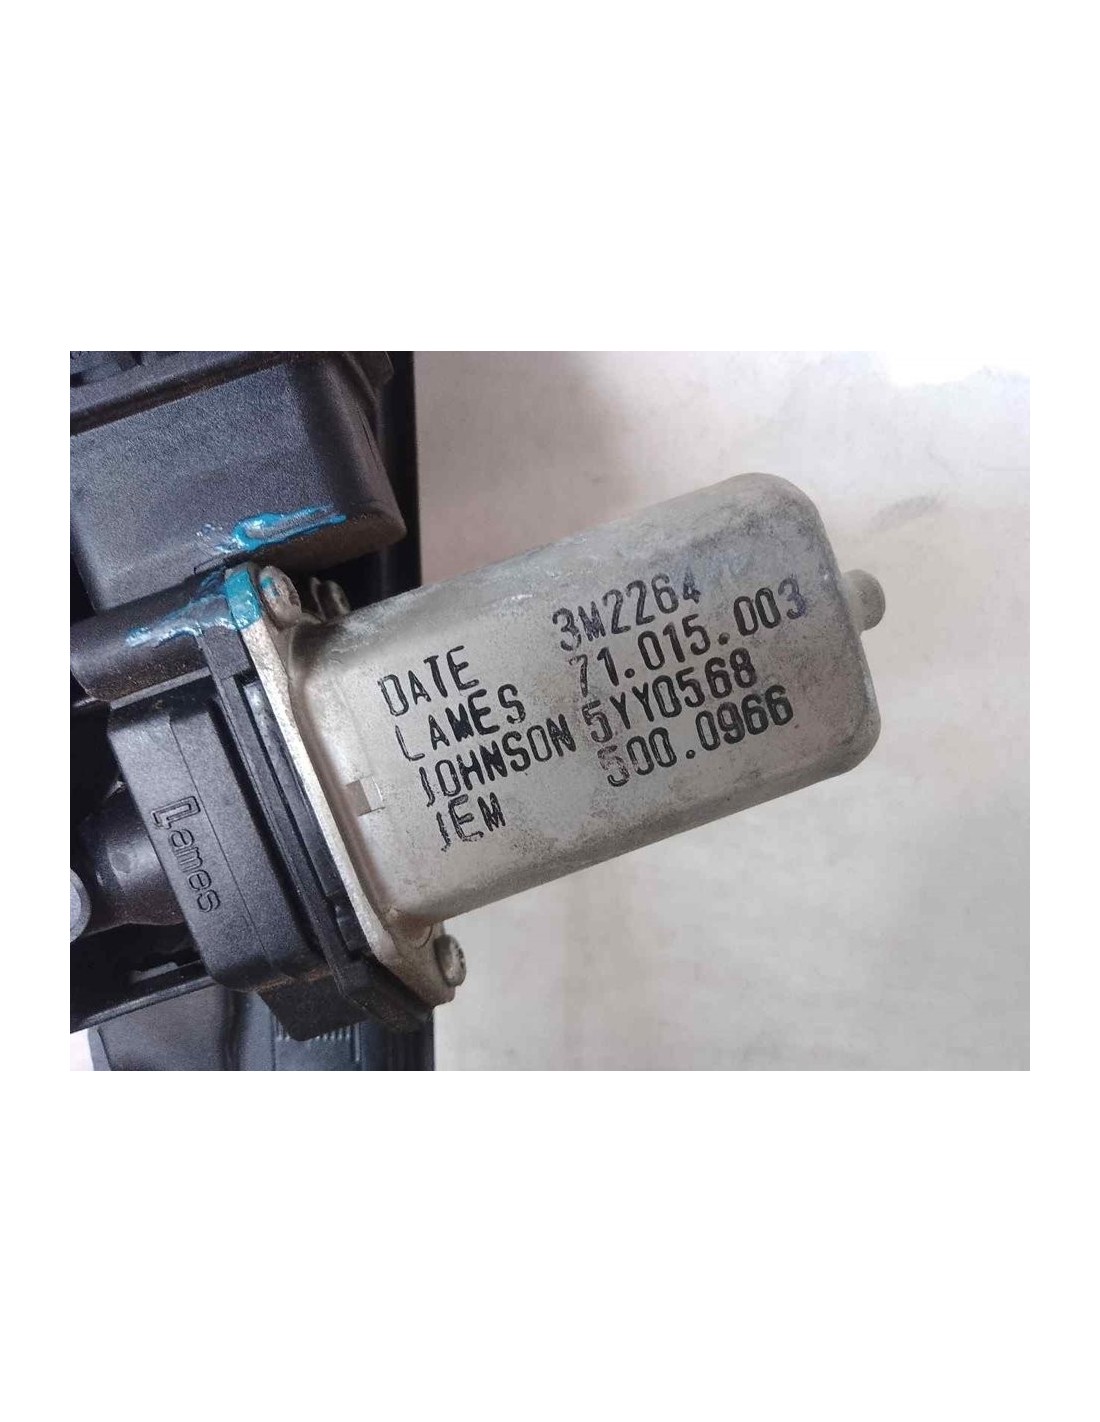 DATE 3M2264
LAMES 71.015.003
JOHNSON 5YY0568
JEM 500.0966
Lames